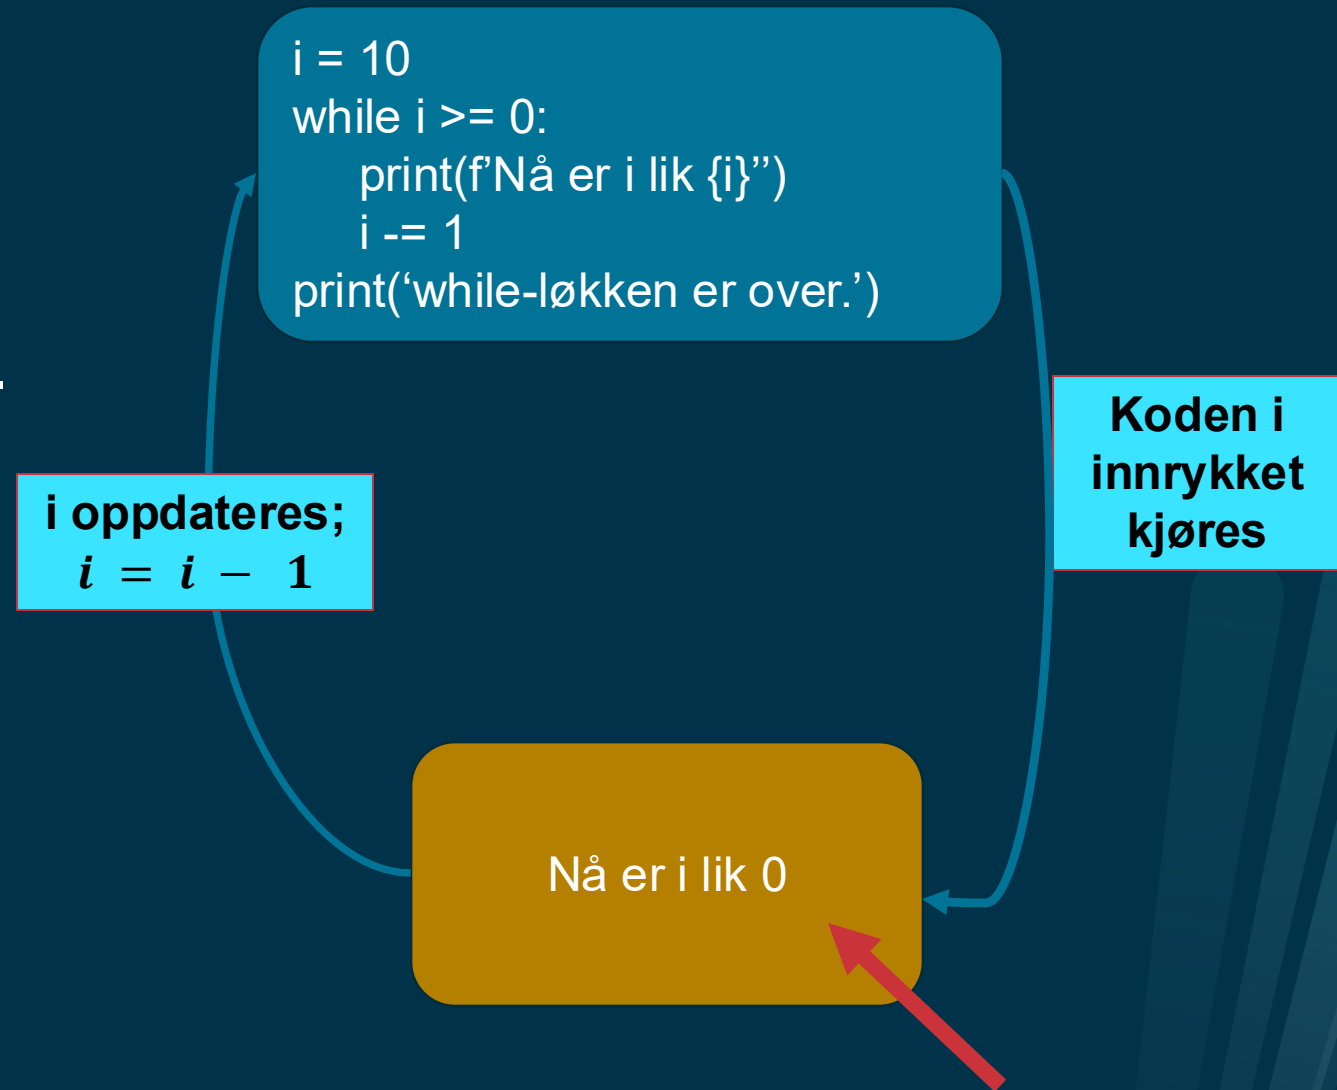 i = 10
while i >= 0:
print(f’Nå er i lik {i}’’)
i -= 1
print(‘while-løkken er over.’)
Koden i
innrykket
kjøres
i oppdateres;
i = i − 1
Nå er i lik 0